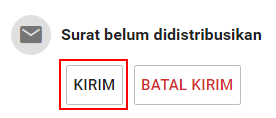 Surat belum didistribusikan
KIRIM BATAL KIRIM